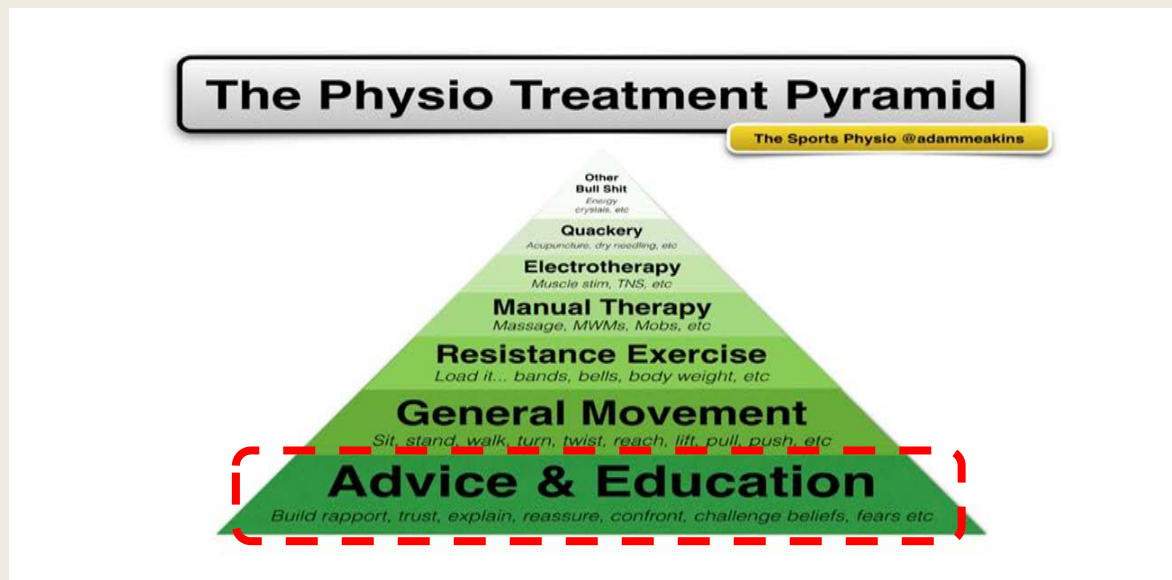 The Physio Treatment Pyramid
The Sports Physio @adammeakins
Other
Bull Shit
Energy
crystals, etc
Quackery
Acupuncture, dry needling, etc
Electrotherapy
Muscle stim, TNS, etc
Manual Therapy
Massage, MWMs, Mobs, etc
Resistance Exercise
Load it... bands, bells, body weight, etc
General Movement
Sit, stand, walk, turn, twist, reach, lift, pull, push, etc
Advice & Education
Build rapport, trust, explain, reassure, confront, challenge beliefs, fears etc